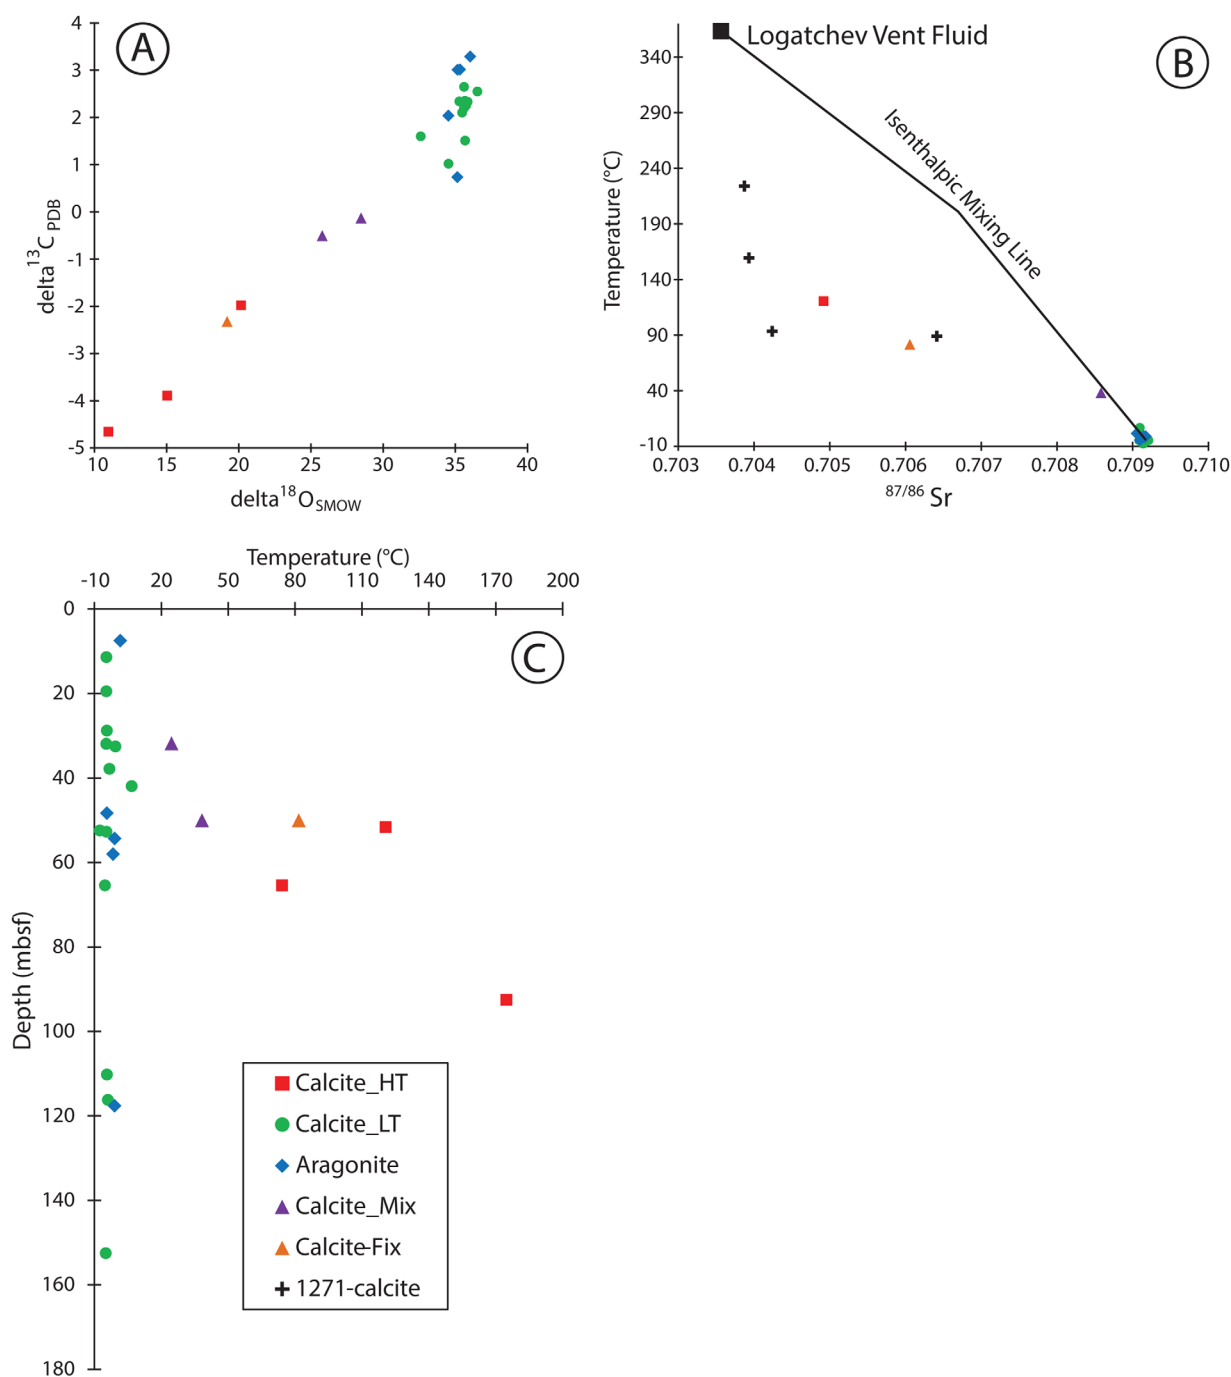 4
3
2
1
0
-1
-2
-3
-4
-5
10 15 20 25 30 35 40
delta13CPDB
delta18OSMOW
A
340
290
240
190
140
90
40
-10
0.703 0.704 0.705 0.706 0.707 0.708 0.709 0.710
Temperature (°C)
87/86 Sr
Logatchev Vent Fluid
Isenthalpic Mixing Line
B
Temperature (°C)
-10 20 50 80 110 140 170 200
0
20
40
60
80
100
120
140
160
180
Depth (mbsf)
C
Calcite_HT
Calcite_LT
Aragonite
Calcite_Mix
Calcite-Fix
1271-calcite